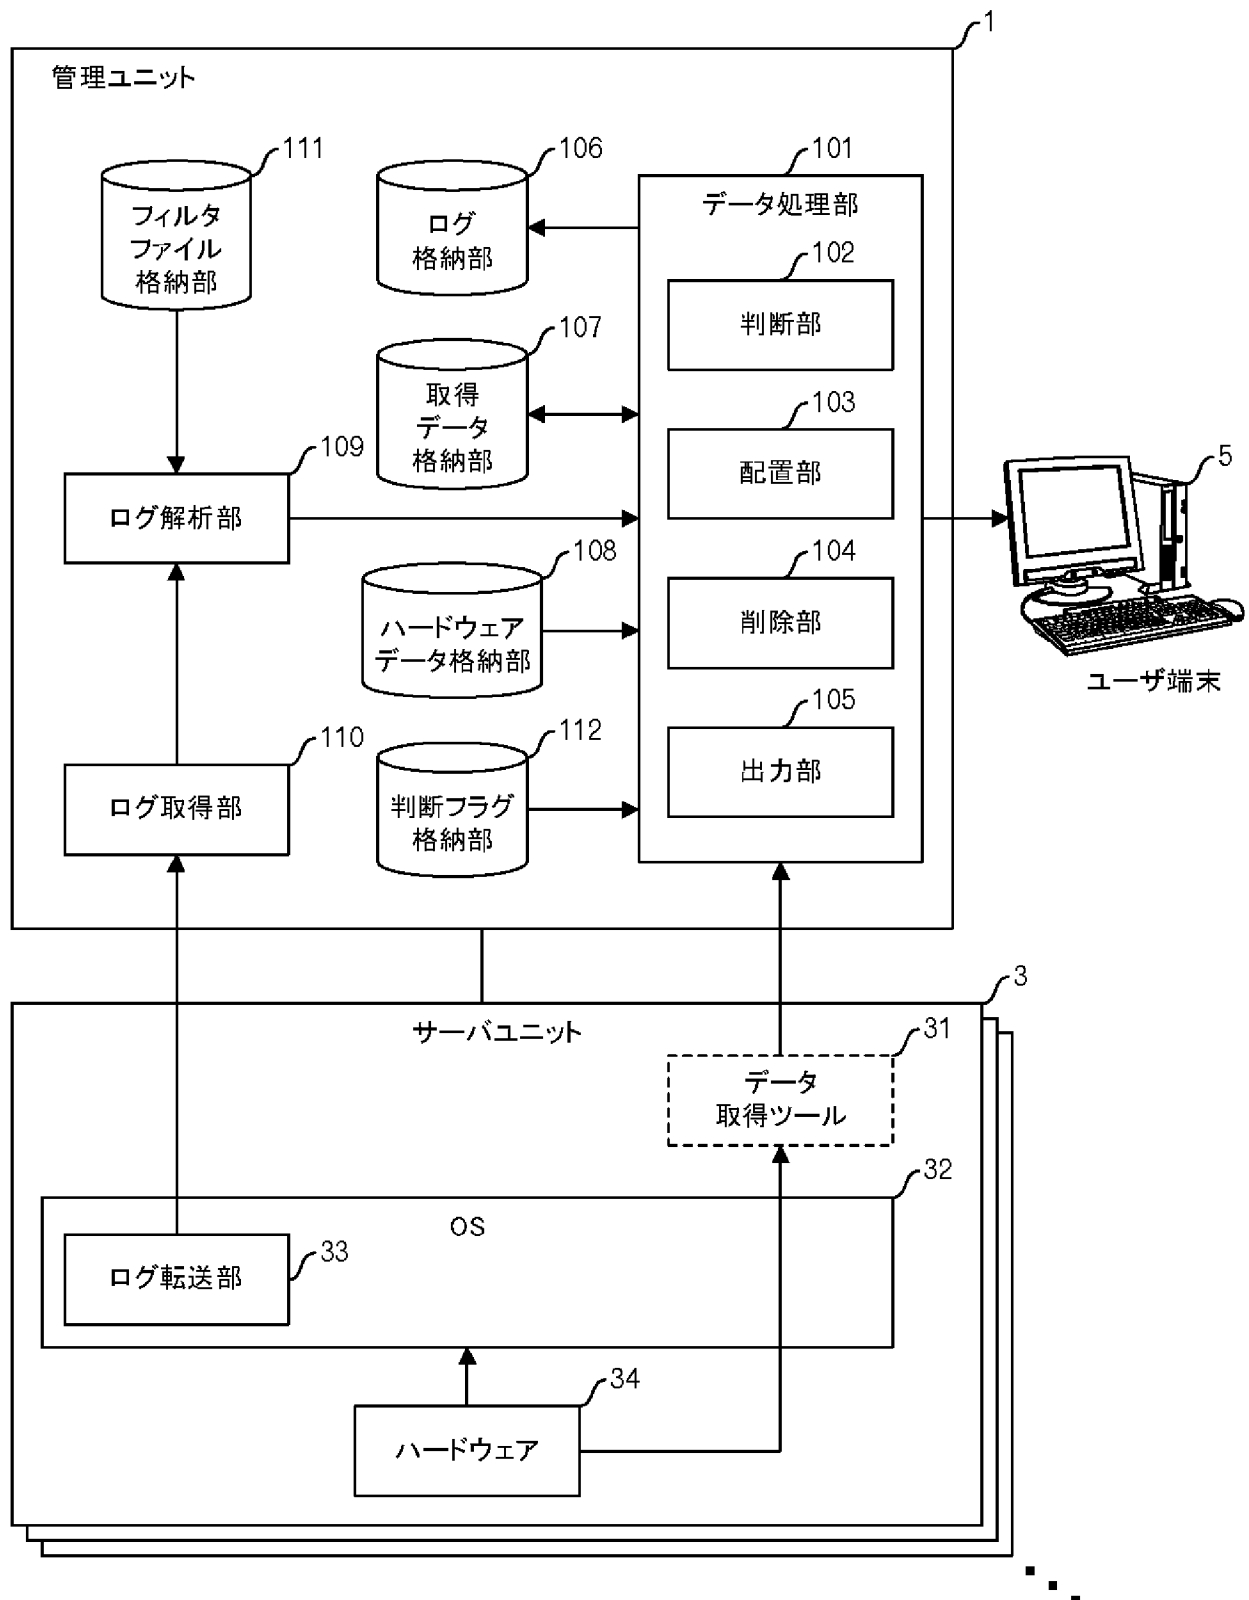 1
管理ユニット
111
フィルタ
ファイル
格納部
106
ログ
格納部
101
データ処理部
102
判断部
107
取得
データ
格納部
103
配置部
109
ログ解析部
5
108
ハードウェア
データ格納部
104
削除部
ユーザ端末
110
ログ取得部
112
判断フラグ
格納部
105
出力部
3
サーバユニット
31
データ
取得ツール
32
OS
33
ログ転送部
34
ハードウェア